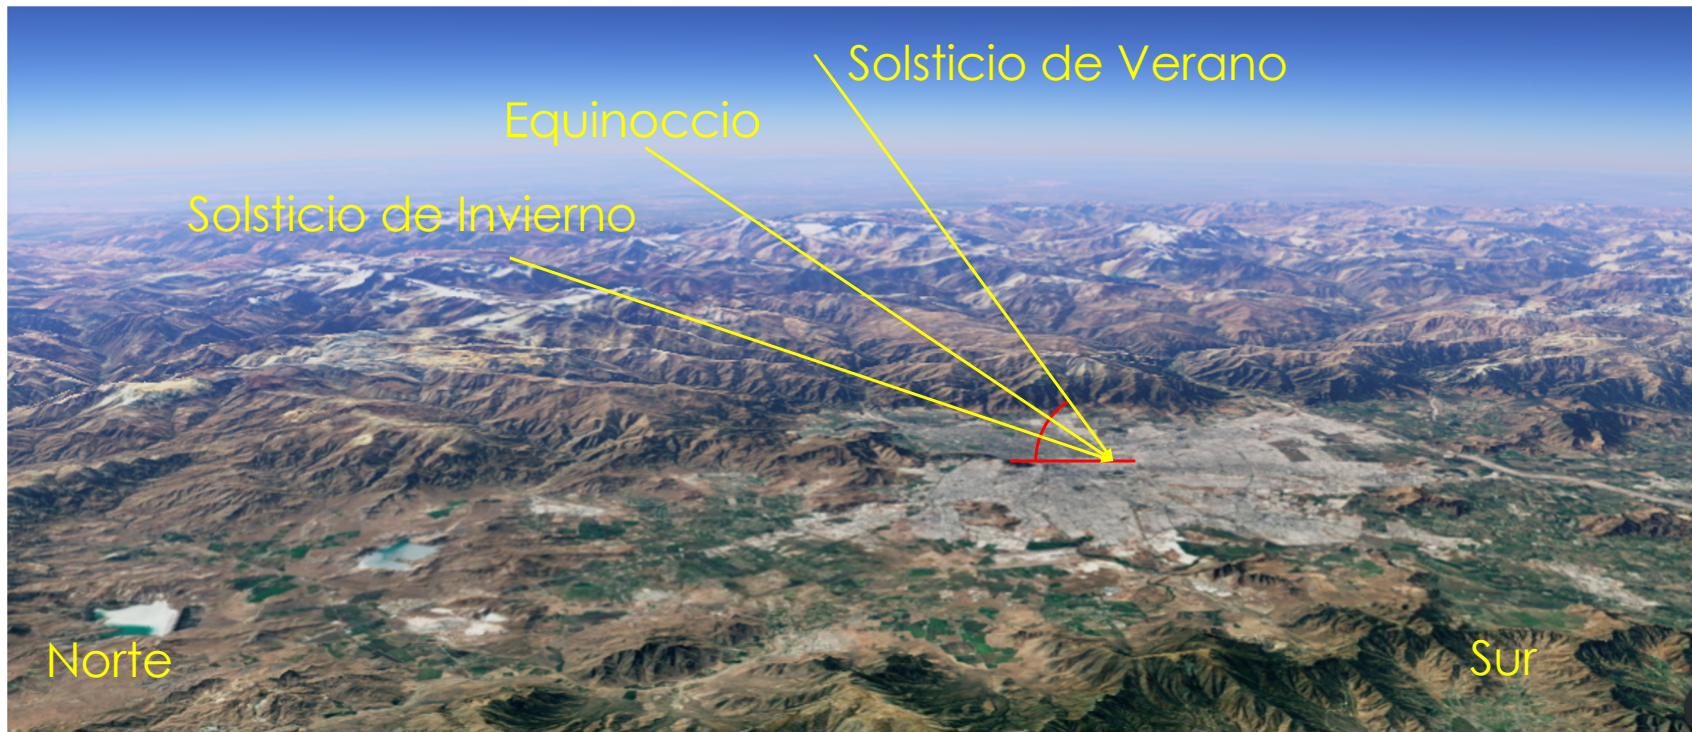 Solsticio de Verano
Equinoccio
Solsticio de Invierno
Norte
Sur